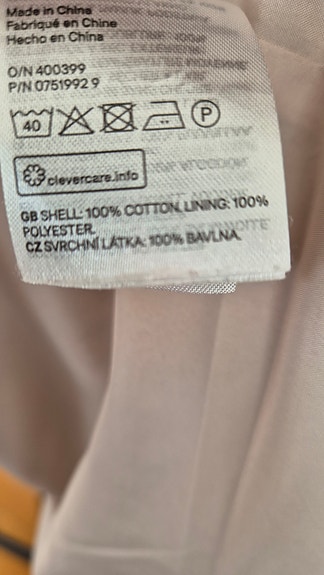 Made in China
Fabriqué en Chine
Hecho en China
O/N 400399
P/N 0751992 9
40
P
clevercare.info
GB SHELL: 100% COTTON. LINING: 100%
POLYESTER.
CZ SVRCHNÍ LÁTKA: 100% BAVLNA.